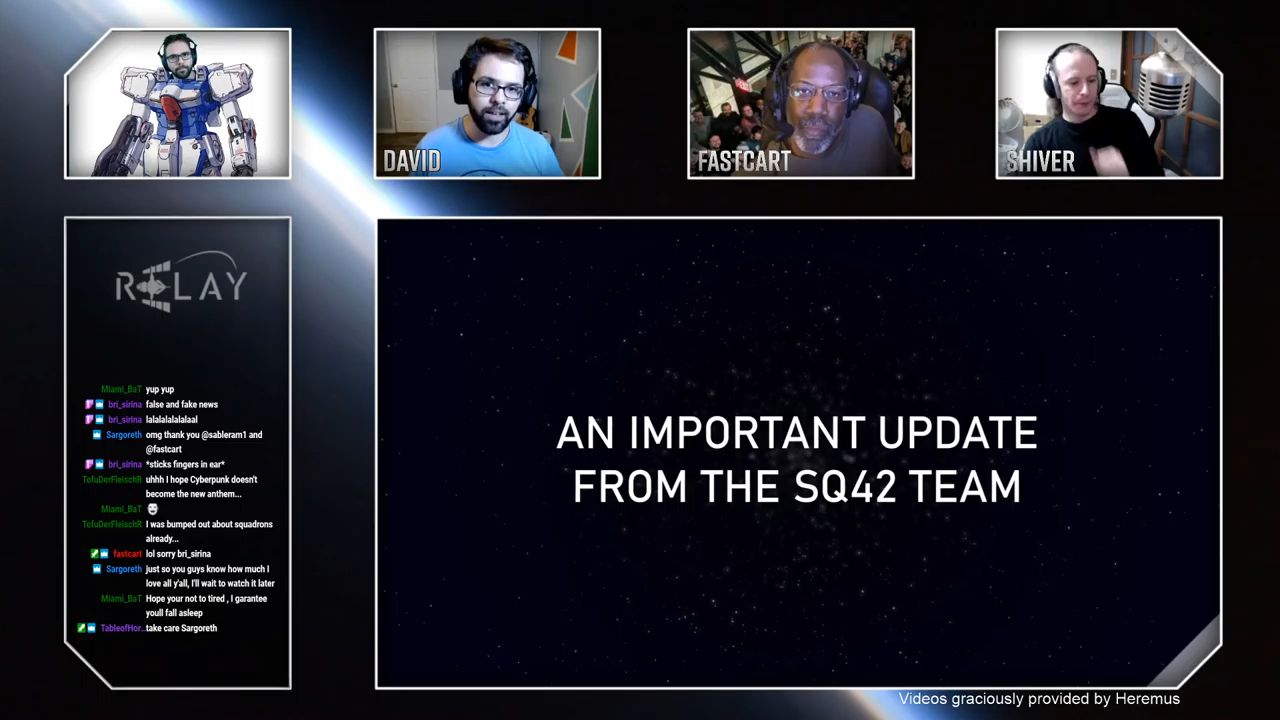 DAVID
FASTCART
SHIVER
RELAY
Miami_BaT yup yup
bri_sirina false and fake news
bri_sirina lalalalalalaal
Sargoreth omg thank you @sableram1 and
@fastcart
bri_sirina *sticks fingers in ear*
TofuDerFleischR uhhh I hope Cyberpunk doesn't
become the new anthem...
Miami_BaT
TofuDerFleischR I was bumped out about squadrons
already...
fastcart lol sorry bri_sirina
Sargoreth just so you guys know how much I
love all y'all, I'll wait to watch it later
Miami_BaT Hope your not to tired , I garantee
youll fall asleep
TableofHor... take care Sargoreth
AN IMPORTANT UPDATE
FROM THE SQ42 TEAM
Videos graciously provided by Heremus